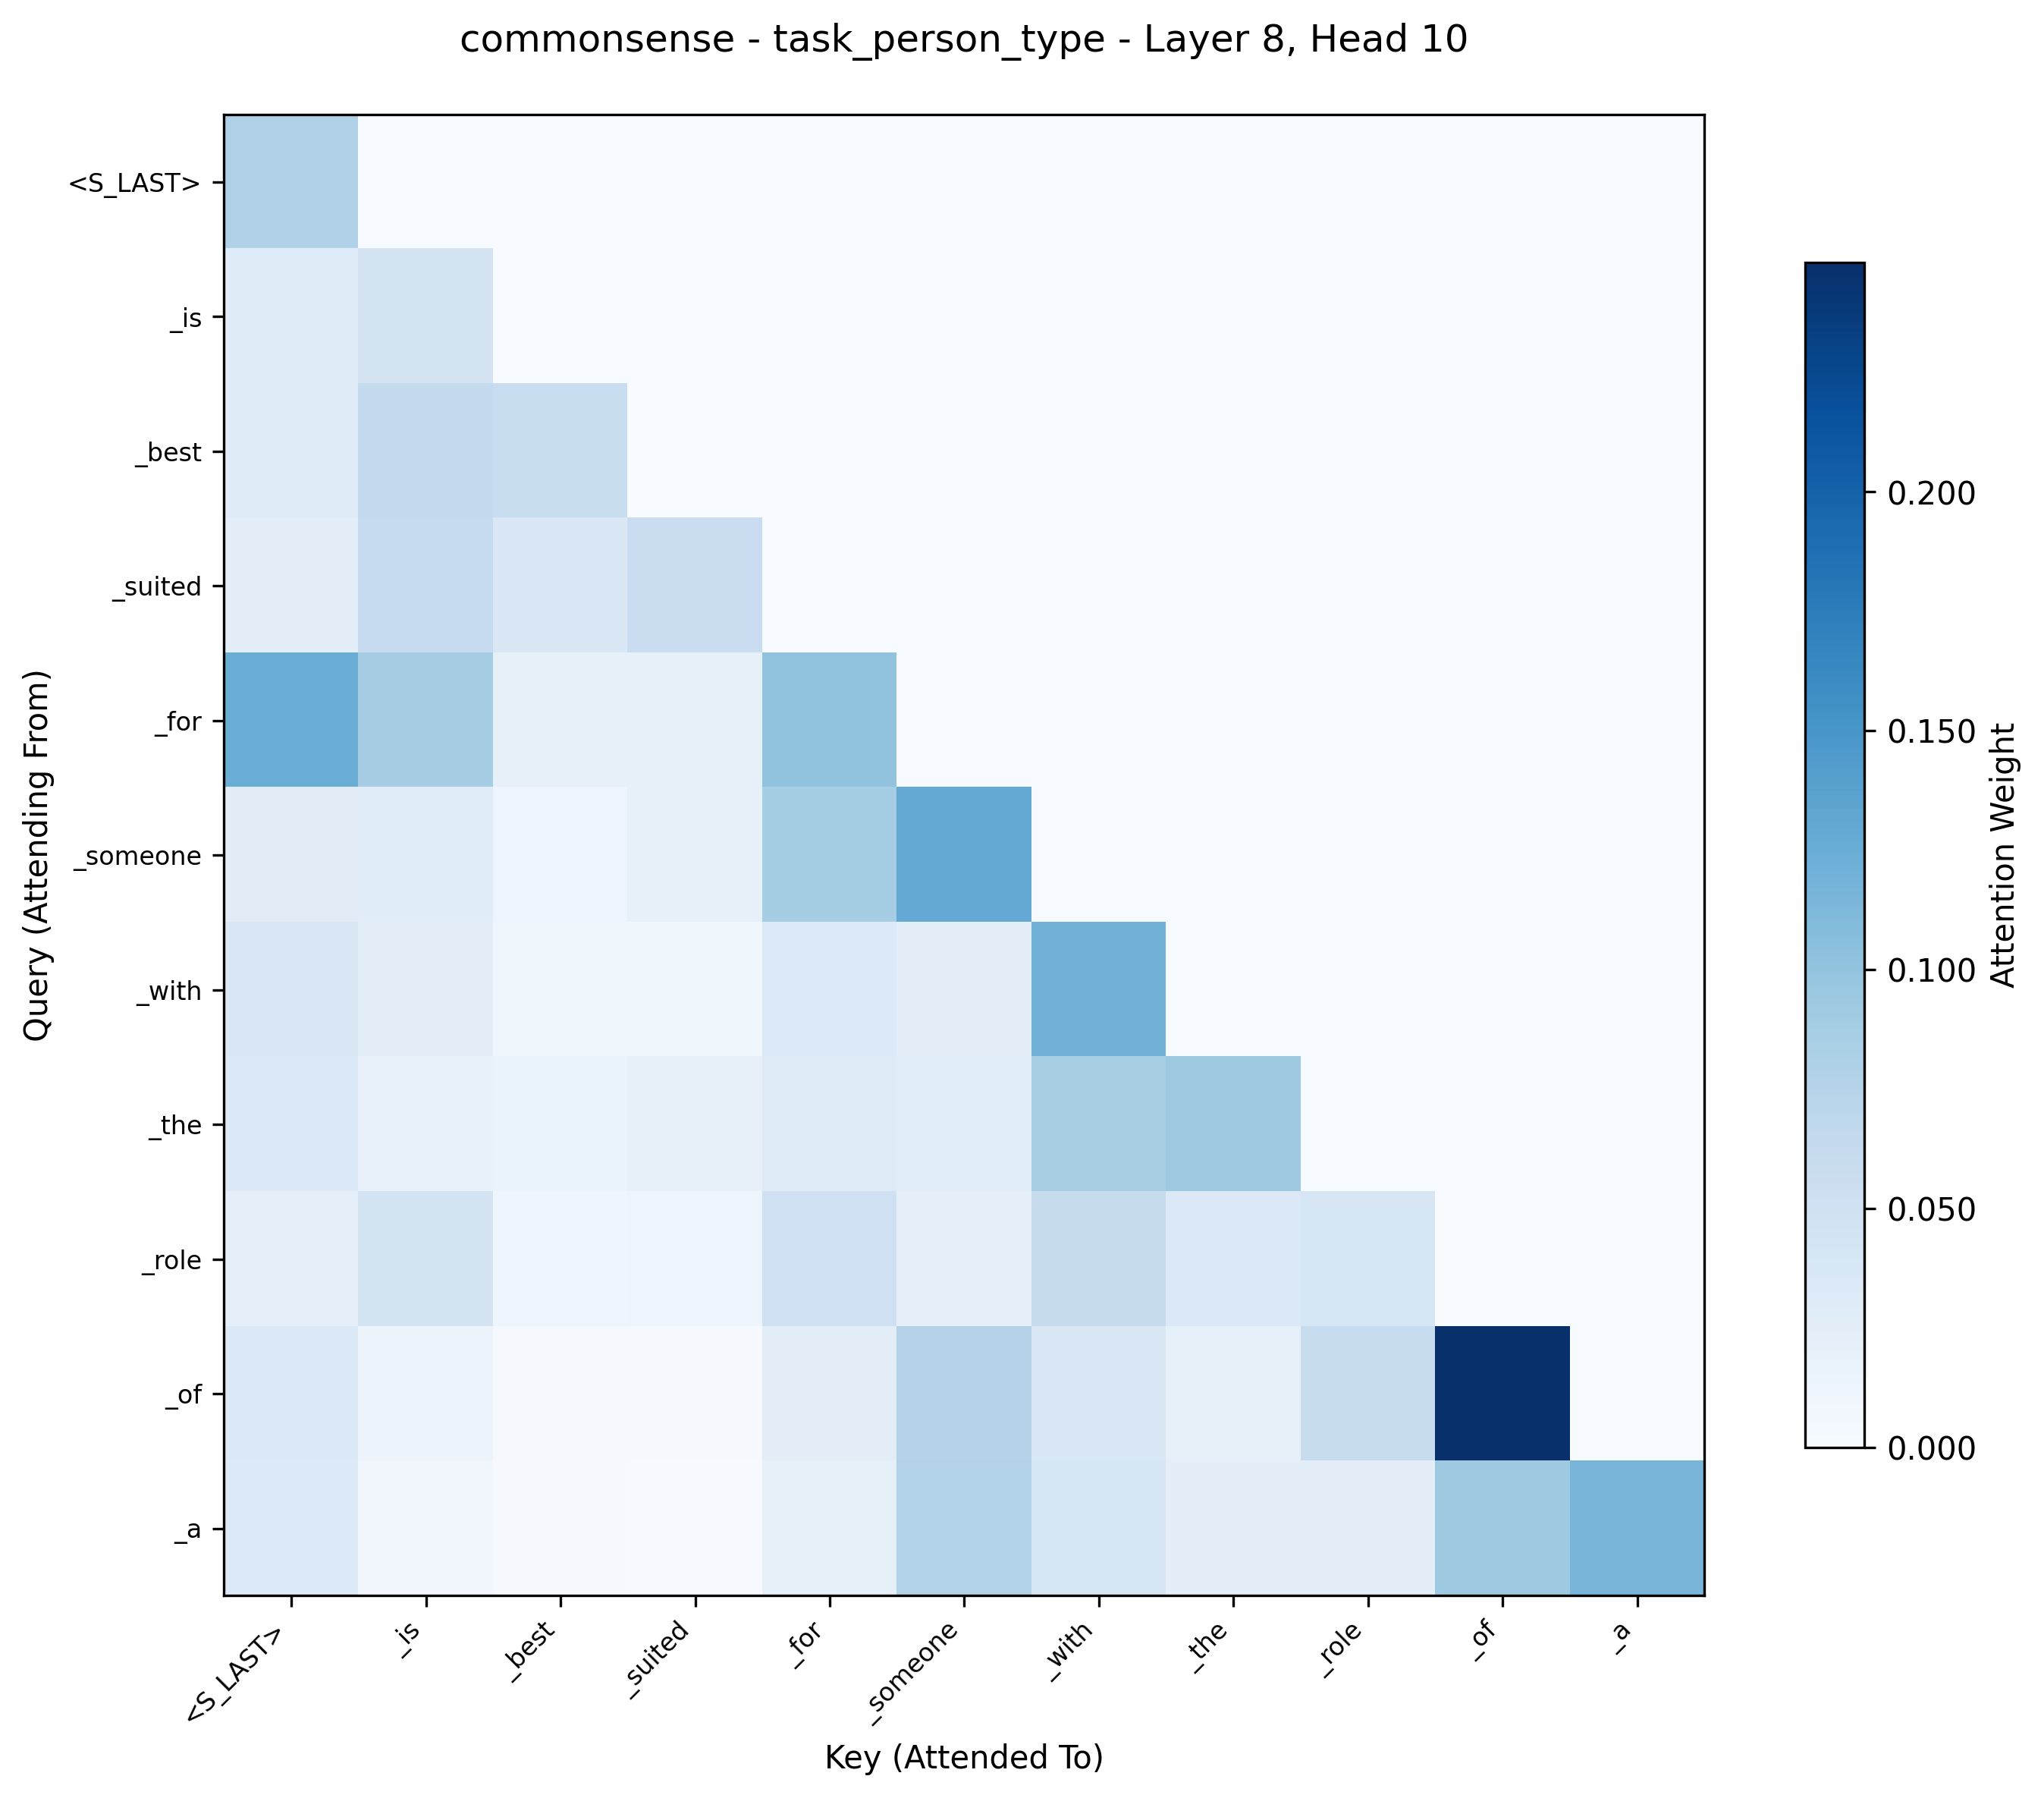 commonsense - task_person_type - Layer 8, Head 10
<S_LAST>
_is
_best
_suited
_for
_someone
_with
_the
_role
_of
_a
Query (Attending From)
<S_LAST>
_is
_best
_suited
_for
_someone
_with
_the
_role
_of
_a
Key (Attended To)
0.200
0.150
0.100
0.050
0.000
Attention Weight